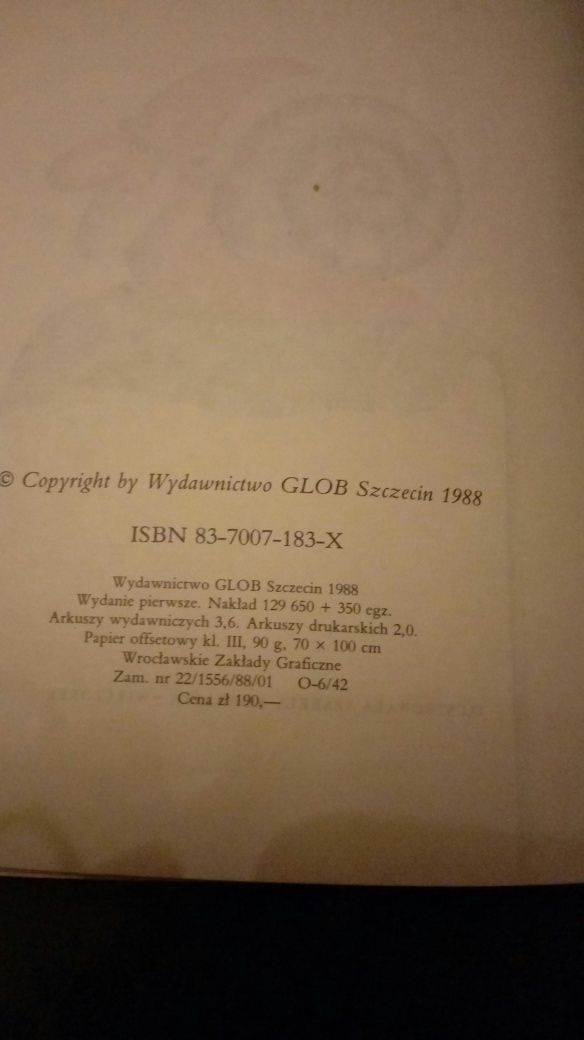 © Copyright by Wydawnictwo GLOB Szczecin 1988
ISBN 83-7007-183-X
Wydawnictwo GLOB Szczecin 1988
Wydanie pierwsze. Nakład 129 650 + 350 egz.
Arkuszy wydawniczych 3,6. Arkuszy drukarskich 2,0.
Papier offsetowy kl. III, 90 g, 70 × 100 cm
Wrocławskie Zakłady Graficzne
Zam. nr 22/1556/88/01 O-6/42
Cena zł 190,—